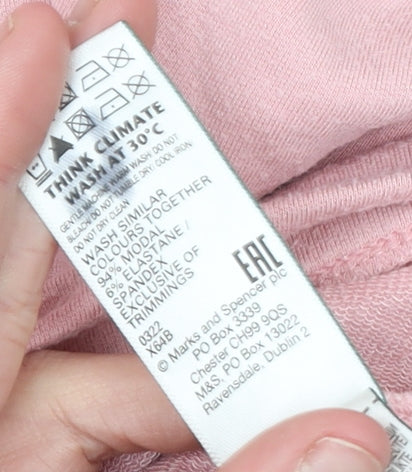 THINK CLIMATE
WASH AT 30°C
GENTLE MACHINE WASH WASH DO NOT
BLEACH DO NOT TUMBLE DRY COOL IRON
DO NOT DRY CLEAN
WASH SIMILAR
COLOURS TOGETHER
94% MODAL
6% ELASTANE /
SPANDEX
EXCLUSIVE OF
TRIMMINGS
EAC
0322
X64B
© Marks and Spencer plc
PO Box 3339
Chester CH99 9QS
M&S, PO Box 13022
Ravensdale, Dublin 2